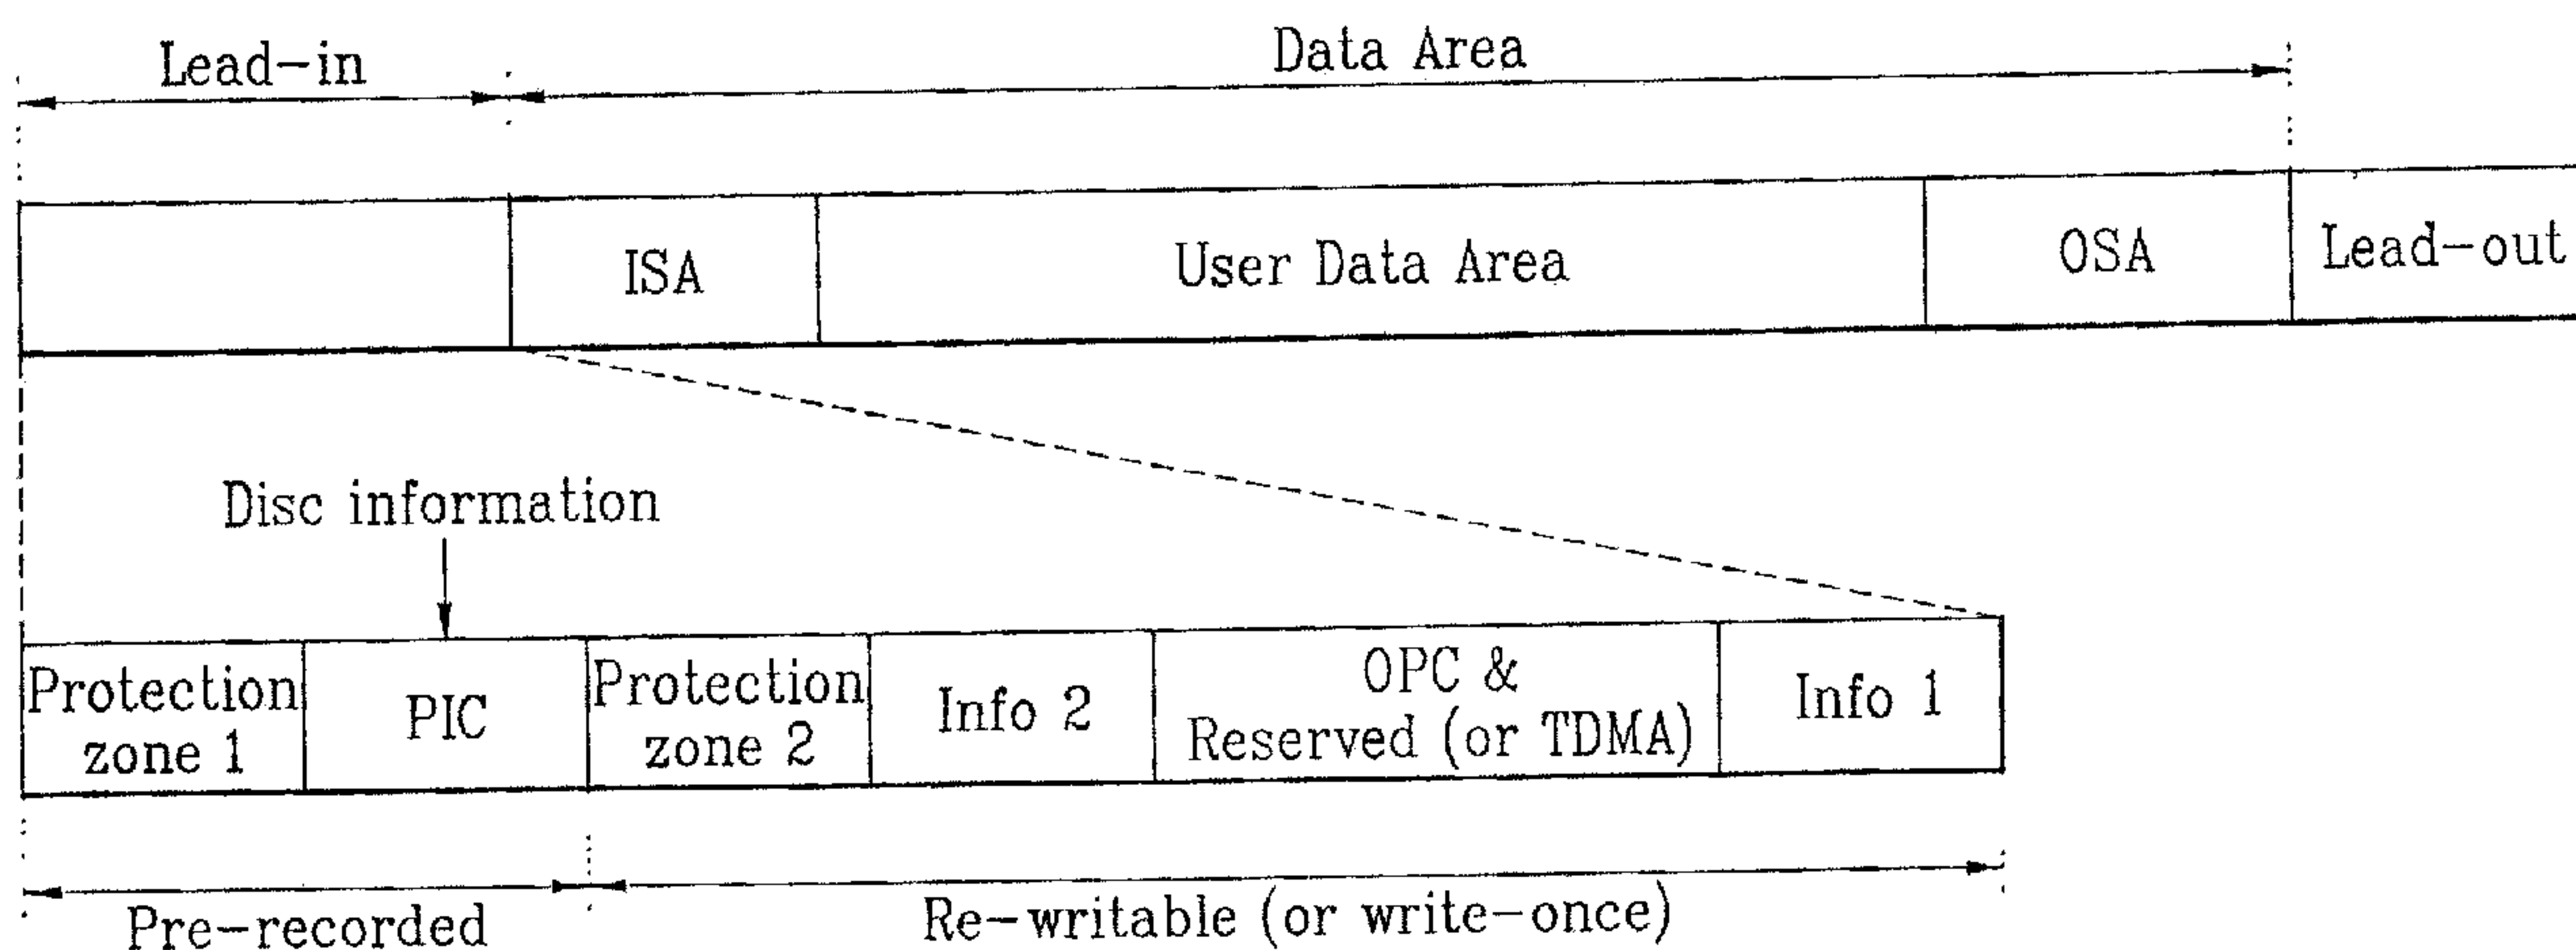 Lead-in
Data Area
ISA
User Data Area
OSA
Lead-out
Disc information
Protection
zone 1
PIC
Protection
zone 2
Info 2
OPC &
Reserved (or TDMA)
Info 1
Pre-recorded
Re-writable (or write-once)